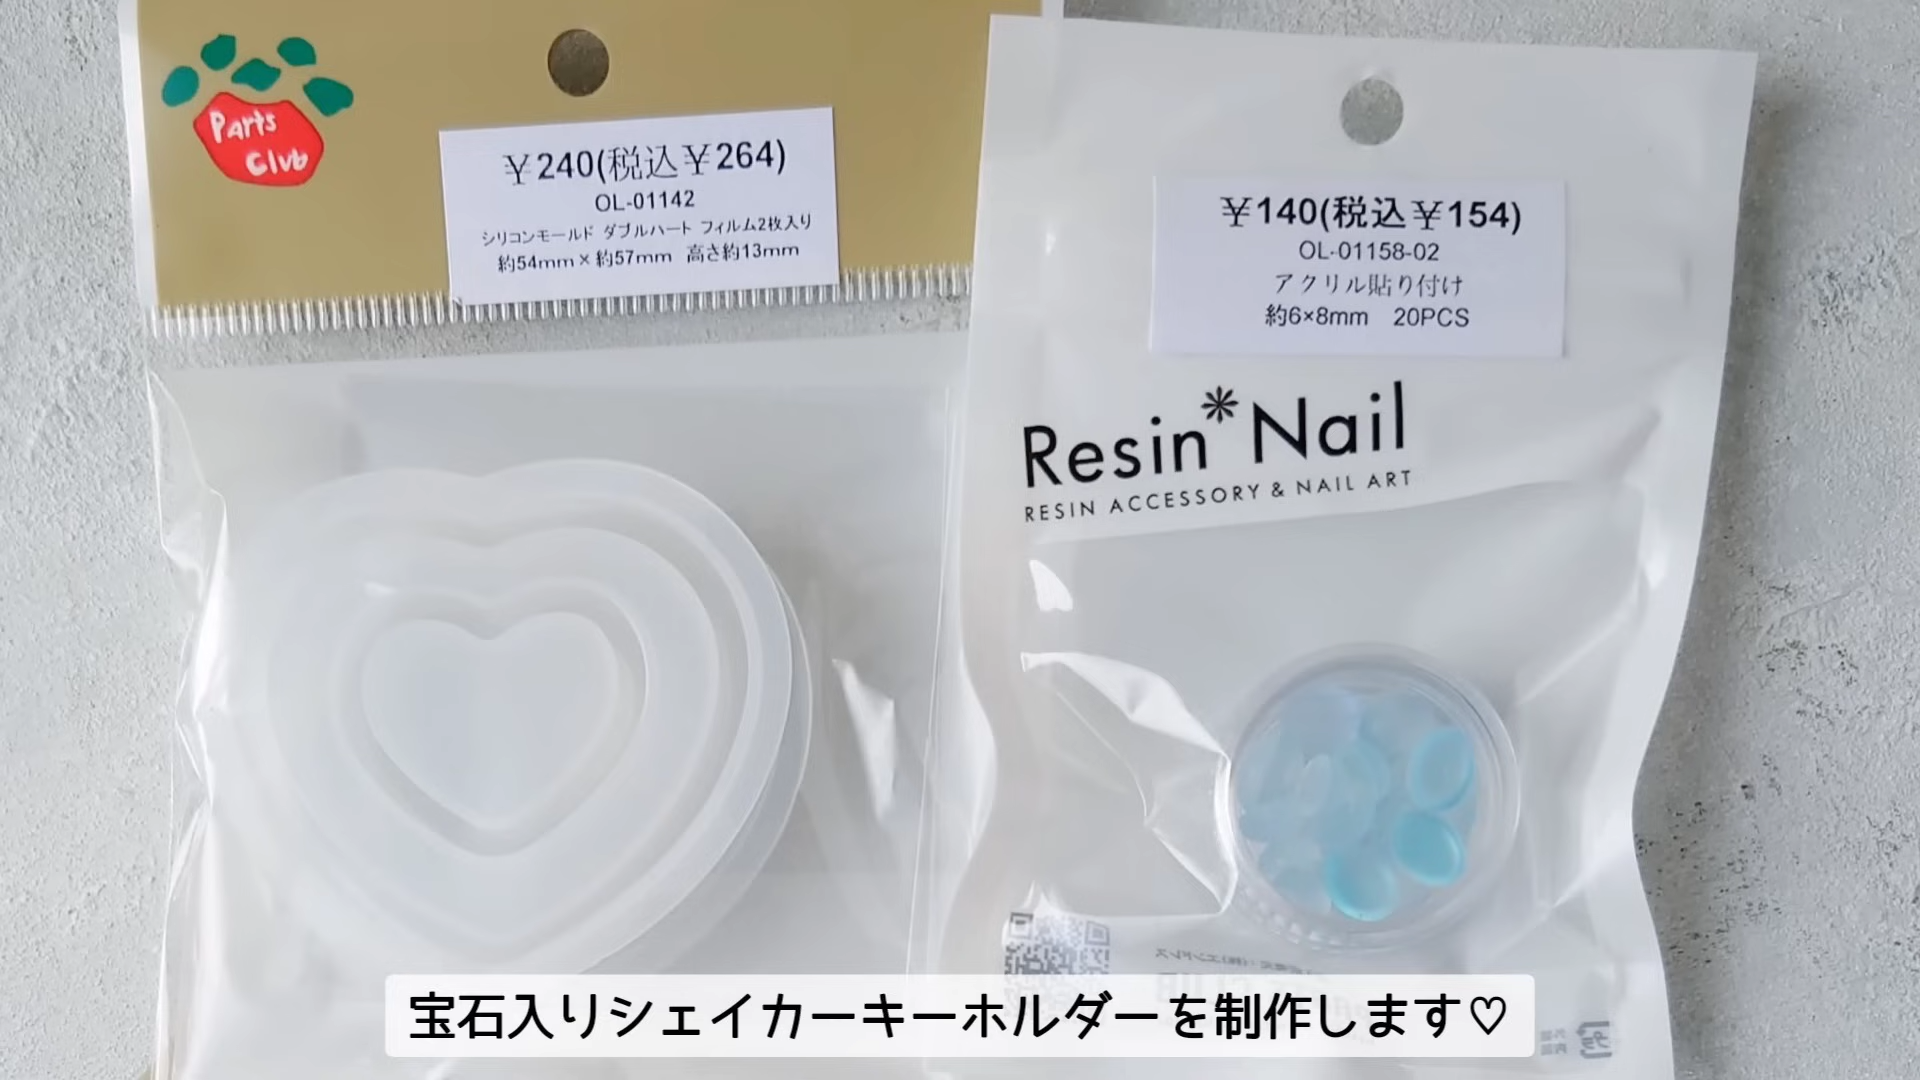 Parts
Club
￥240(税込￥264)
OL-01142
シリコンモールド ダブルハート フィルム2枚入り
約54mm×約57mm 高さ約13mm
￥140(税込￥154)
OL-01158-02
アクリル貼り付け
約6×8mm 20PCS
Resin*Nail
RESIN ACCESSORY & NAIL ART
宝石入りシェイカーキーホルダーを制作します♡